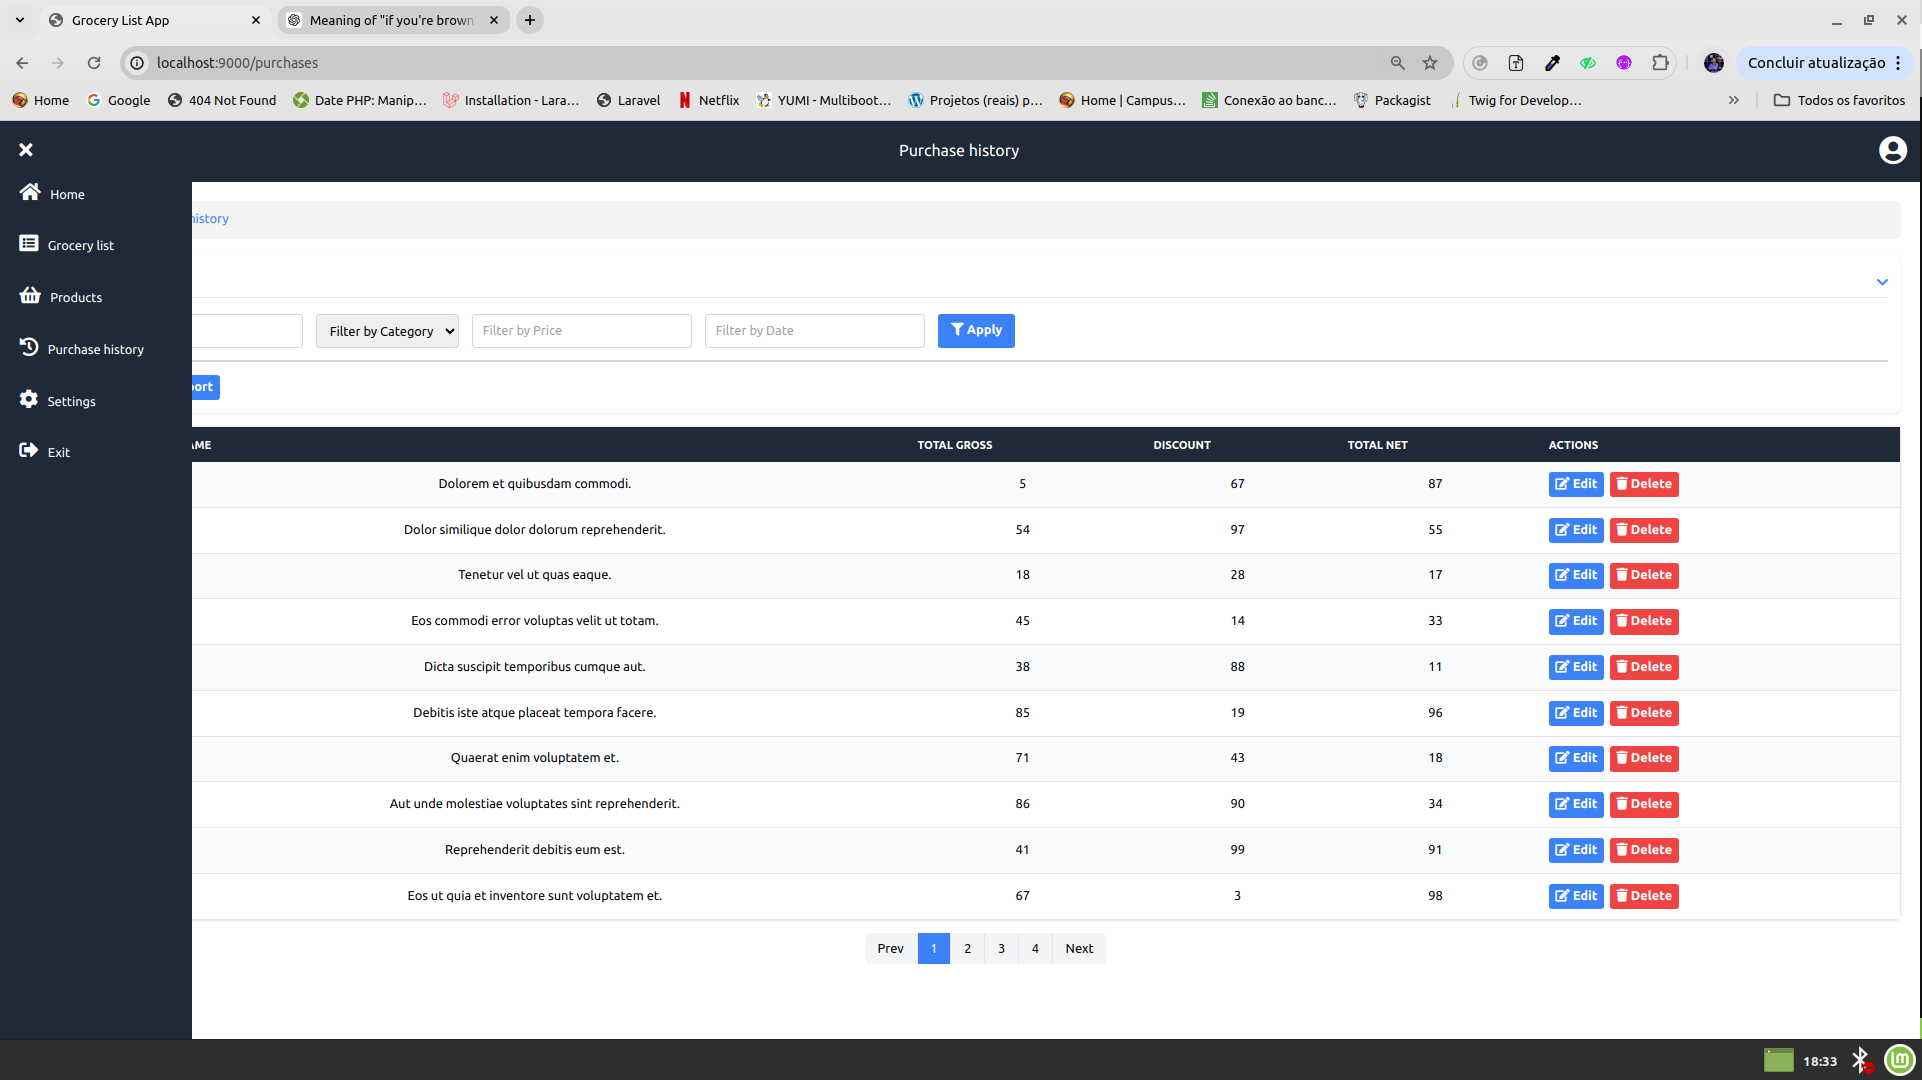 Grocery List App
Meaning of "if you're brown"
localhost:9000/purchases
Concluir atualização
Home
Google
404 Not Found
Date PHP: Manip...
Installation - Lara...
Laravel
Netflix
YUMI - Multiboot...
Projetos (reais) p...
Home | Campus...
Conexão ao banc...
Packagist
Twig for Develop...
Todos os favoritos
Purchase history
Home
Grocery list
Products
Purchase history
Settings
Exit
history
Filter by Category
Filter by Price
Filter by Date
Apply
port
AME TOTAL GROSS DISCOUNT TOTAL NET ACTIONS
Dolorem et quibusdam commodi. 5 67 87 Edit Delete
Dolor similique dolor dolorum reprehenderit. 54 97 55 Edit Delete
Tenetur vel ut quas eaque. 18 28 17 Edit Delete
Eos commodi error voluptas velit ut totam. 45 14 33 Edit Delete
Dicta suscipit temporibus cumque aut. 38 88 11 Edit Delete
Debitis iste atque placeat tempora facere. 85 19 96 Edit Delete
Quaerat enim voluptatem et. 71 43 18 Edit Delete
Aut unde molestiae voluptates sint reprehenderit. 86 90 34 Edit Delete
Reprehenderit debitis eum est. 41 99 91 Edit Delete
Eos ut quia et inventore sunt voluptatem et. 67 3 98 Edit Delete
Prev 1 2 3 4 Next
18:33